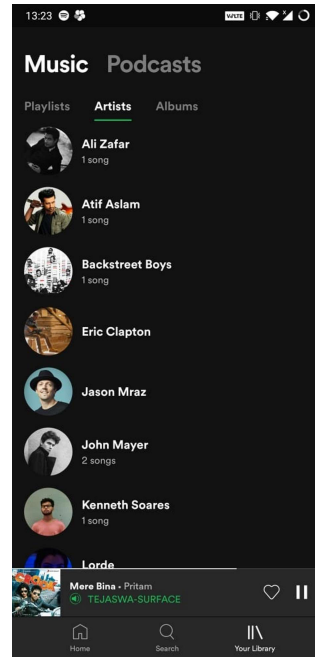 13:23
VoLTE
Music Podcasts
Playlists Artists Albums
Ali Zafar
1 song
Atif Aslam
1 song
Backstreet Boys
1 song
Eric Clapton
Jason Mraz
John Mayer
2 songs
Kenneth Soares
1 song
Lorde
Mere Bina • Pritam
TEJASWA-SURFACE
Home Search Your Library